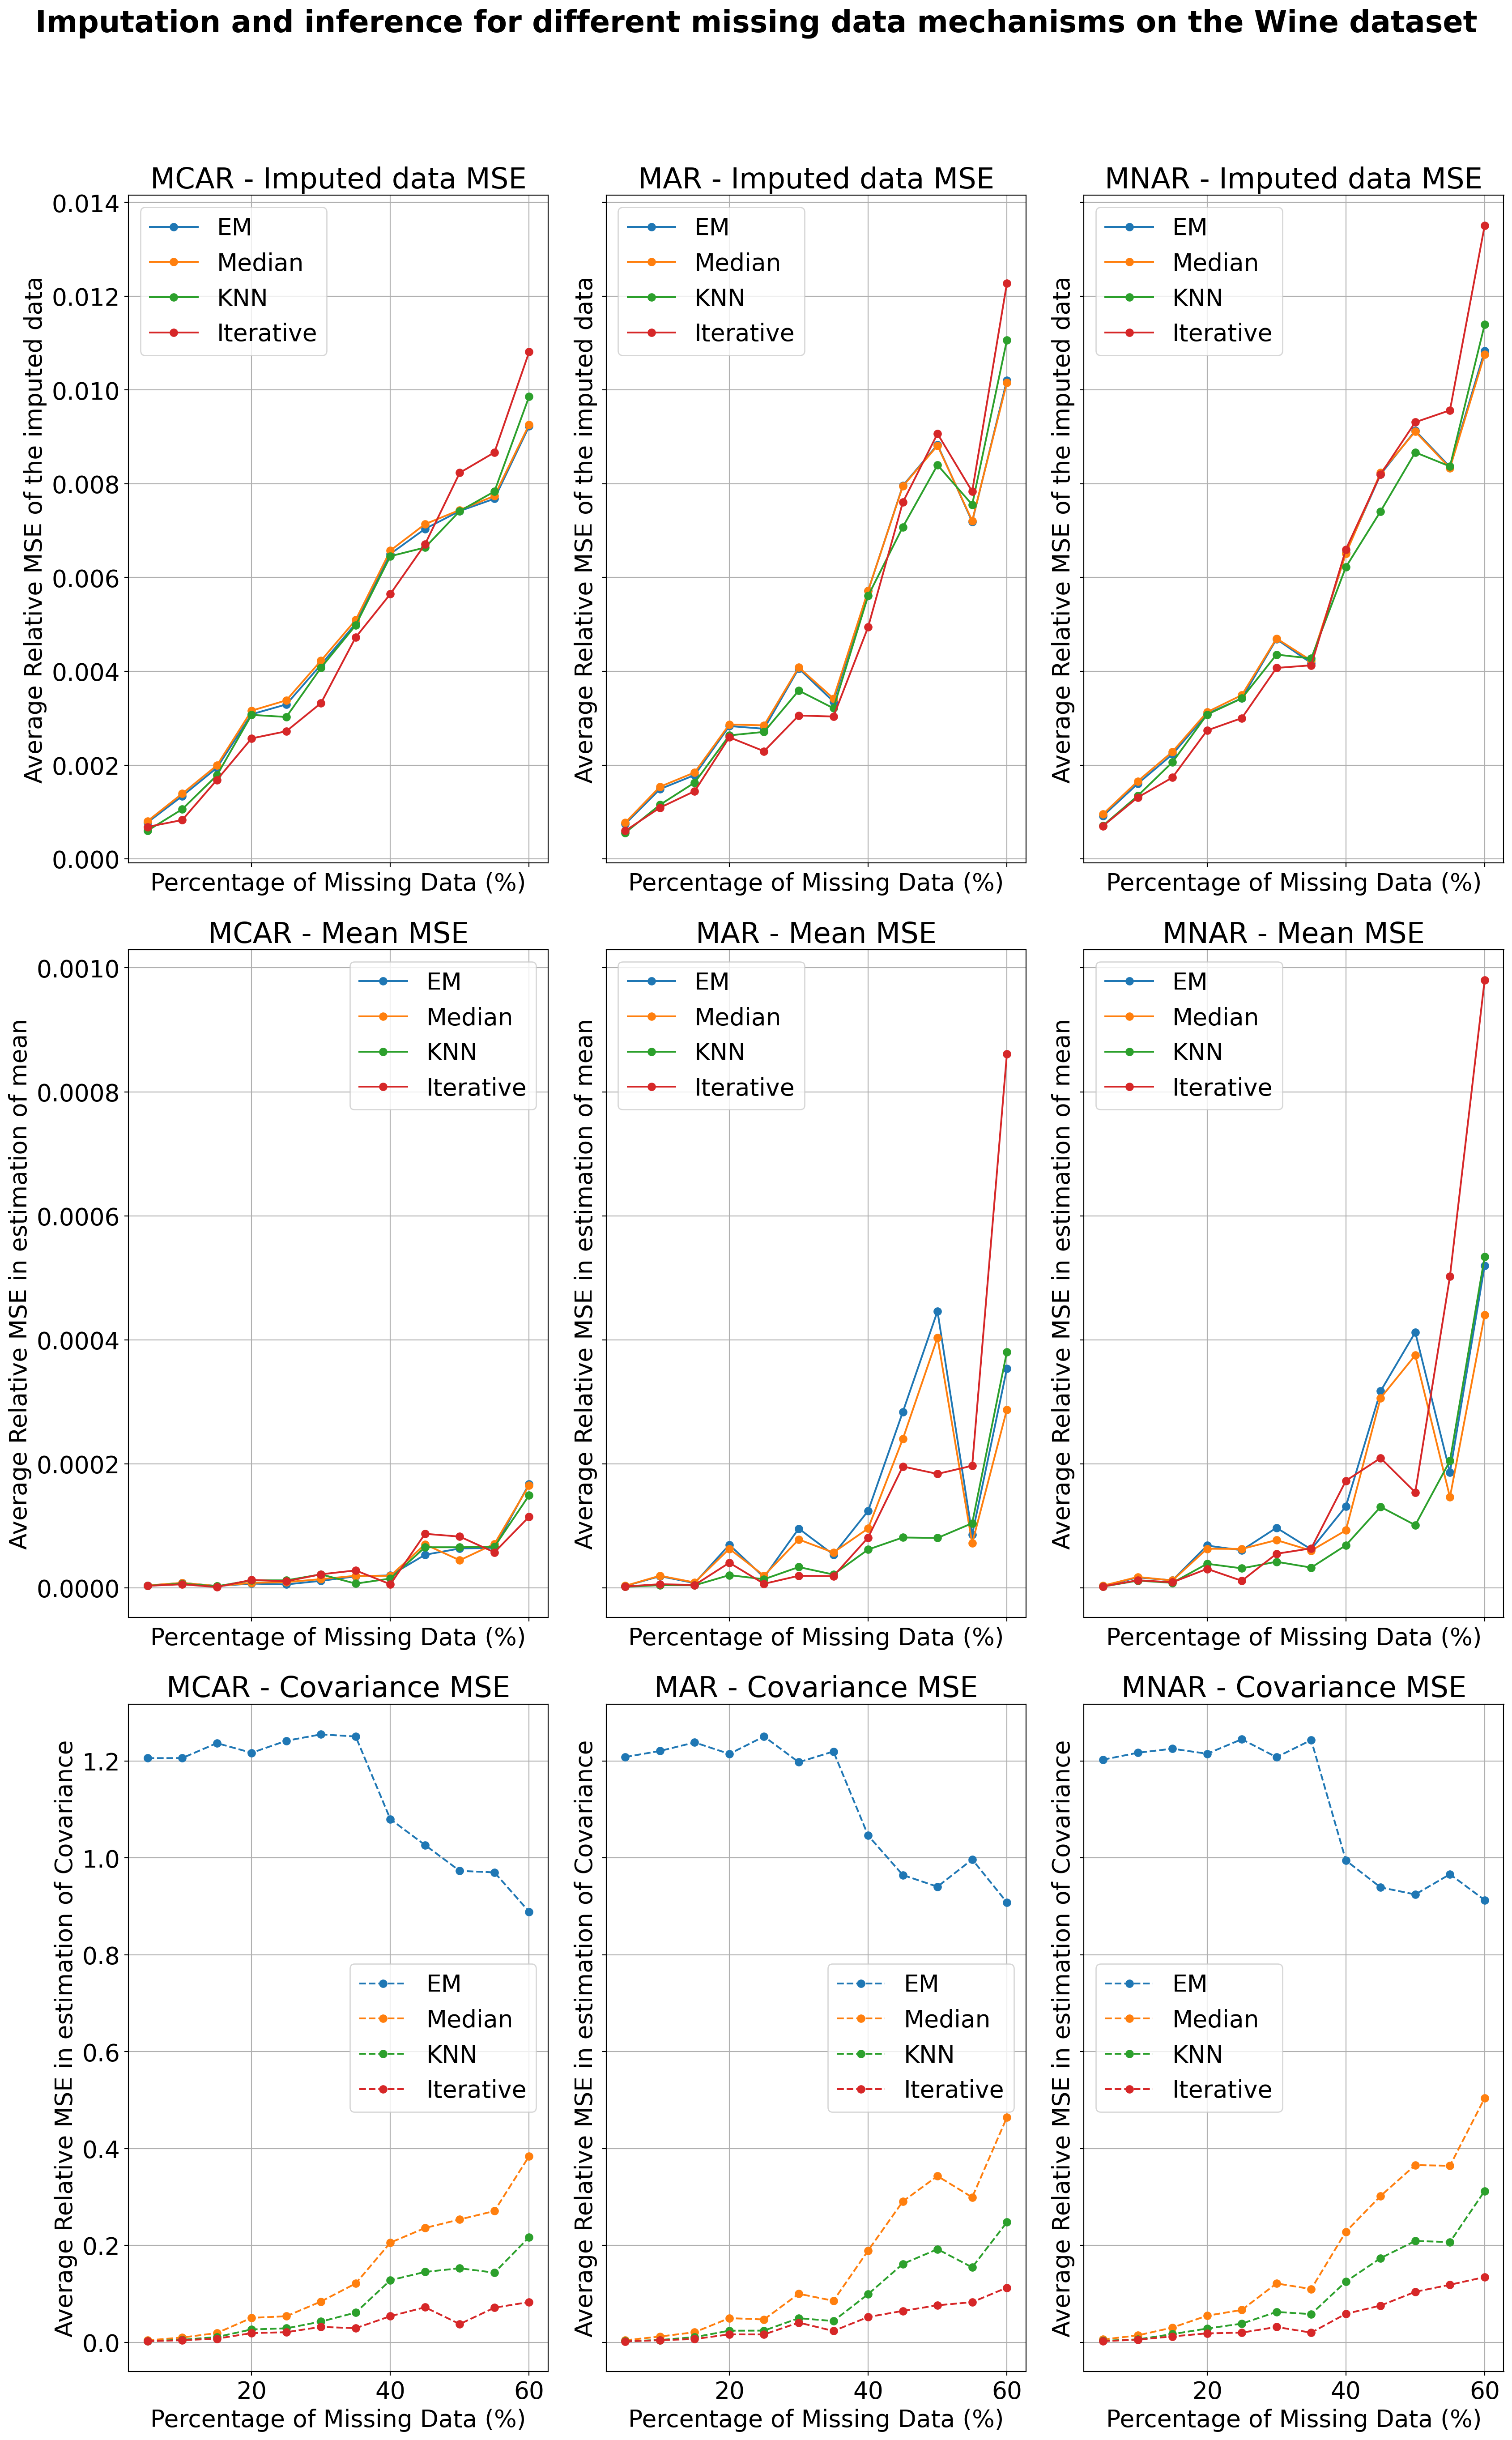 Imputation and inference for different missing data mechanisms on the Wine dataset
MCAR - Imputed data MSE
Average Relative MSE of the imputed data
0.014
0.012
0.010
0.008
0.006
0.004
0.002
0.000
EM
Median
KNN
Iterative
Percentage of Missing Data (%)
MAR - Imputed data MSE
Average Relative MSE of the imputed data
EM
Median
KNN
Iterative
Percentage of Missing Data (%)
MNAR - Imputed data MSE
Average Relative MSE of the imputed data
EM
Median
KNN
Iterative
Percentage of Missing Data (%)
MCAR - Mean MSE
Average Relative MSE in estimation of mean
0.0010
0.0008
0.0006
0.0004
0.0002
0.0000
EM
Median
KNN
Iterative
Percentage of Missing Data (%)
MAR - Mean MSE
Average Relative MSE in estimation of mean
EM
Median
KNN
Iterative
Percentage of Missing Data (%)
MNAR - Mean MSE
Average Relative MSE in estimation of mean
EM
Median
KNN
Iterative
Percentage of Missing Data (%)
MCAR - Covariance MSE
Average Relative MSE in estimation of Covariance
1.2
1.0
0.8
0.6
0.4
0.2
0.0
EM
Median
KNN
Iterative
20 40 60
Percentage of Missing Data (%)
MAR - Covariance MSE
Average Relative MSE in estimation of Covariance
EM
Median
KNN
Iterative
20 40 60
Percentage of Missing Data (%)
MNAR - Covariance MSE
Average Relative MSE in estimation of Covariance
EM
Median
KNN
Iterative
20 40 60
Percentage of Missing Data (%)